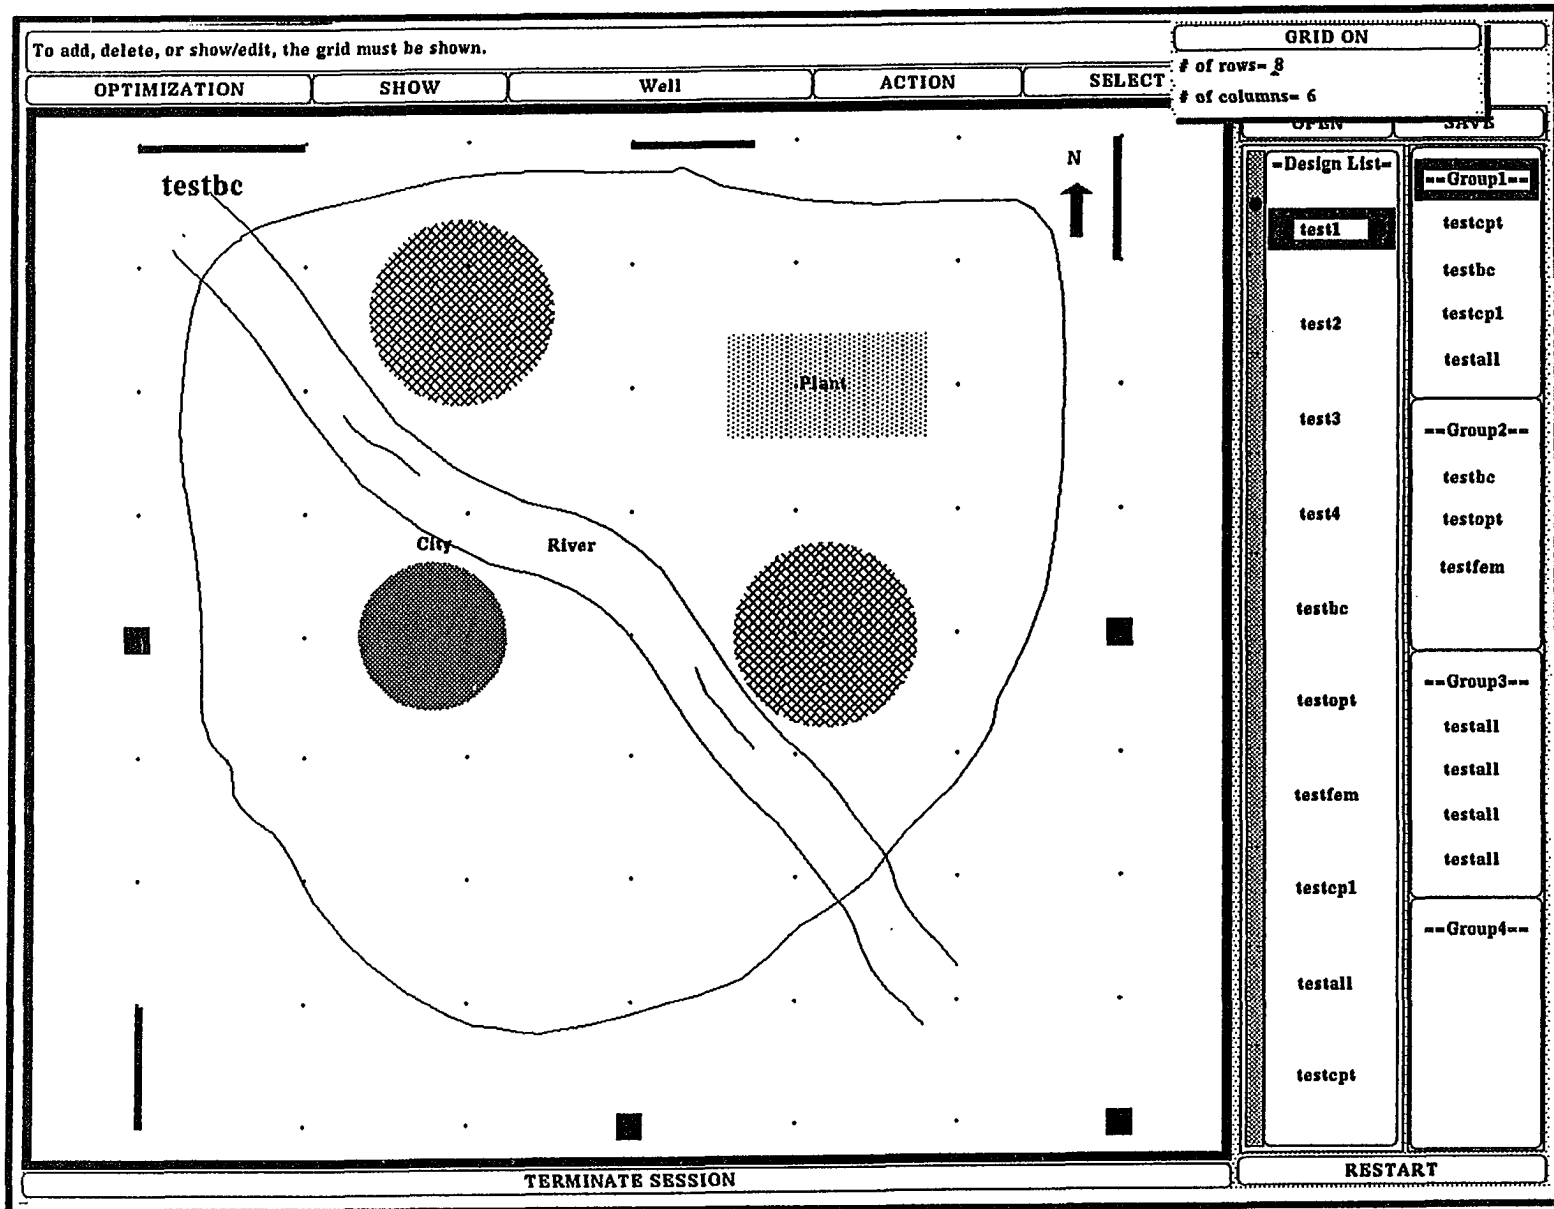 To add, delete, or show/edit, the grid must be shown.
GRID ON
# of rows= 8
# of columns= 6
OPTIMIZATION
SHOW
Well
ACTION
SELECT
OPEN
SAVE
testbc
N
Plant
City
River
=Design List=
test1
test2
test3
test4
testbc
testopt
testfem
testcp1
testall
testcpt
==Group1==
testcpt
testbc
testcp1
testall
==Group2==
testbc
testopt
testfem
==Group3==
testall
testall
testall
testall
==Group4==
TERMINATE SESSION
RESTART